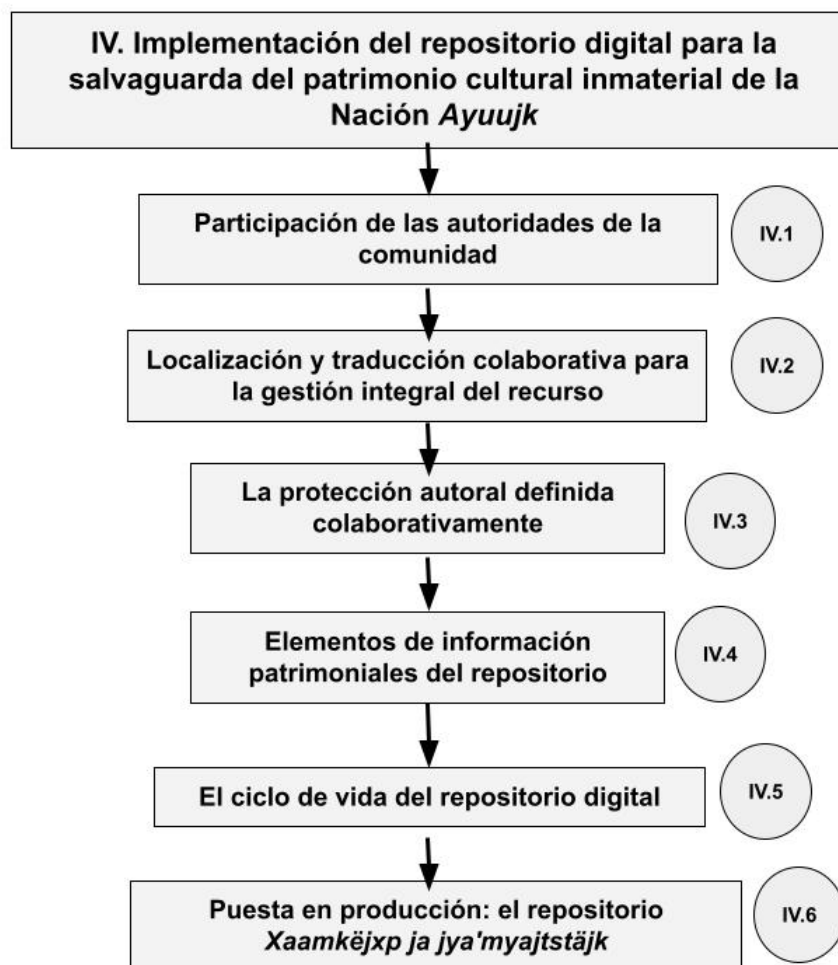 IV. Implementación del repositorio digital para la
salvaguarda del patrimonio cultural inmaterial de la
Nación Ayuujk
Participación de las autoridades de la
comunidad
IV.1
Localización y traducción colaborativa para
la gestión integral del recurso
IV.2
La protección autoral definida
colaborativamente
IV.3
Elementos de información
patrimoniales del repositorio
IV.4
El ciclo de vida del repositorio digital
IV.5
Puesta en producción: el repositorio
Xaamkëjxp ja jya'myajtstäjk
IV.6